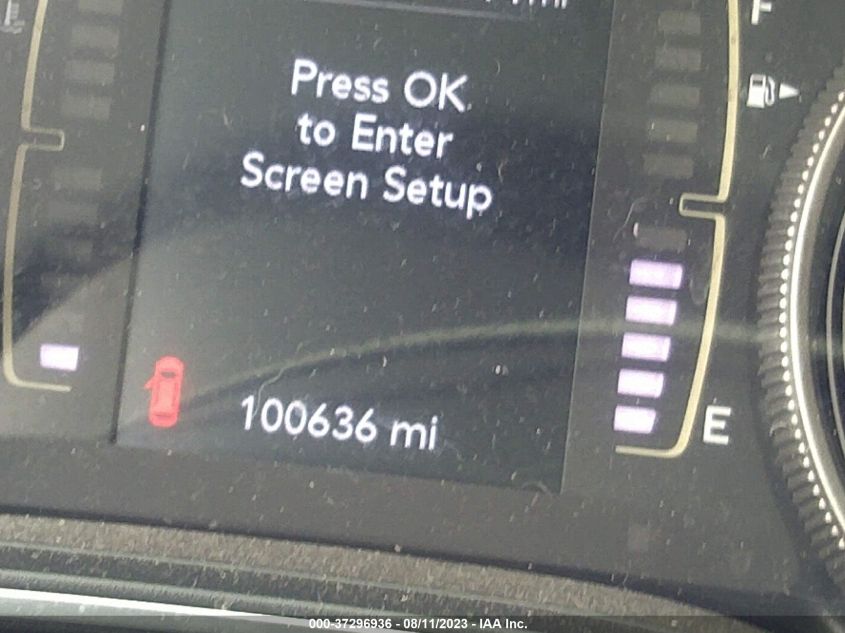 F
Press OK
to Enter
Screen Setup
100636 mi
E
000-37296936 - 08/11/2023 - IAA Inc.